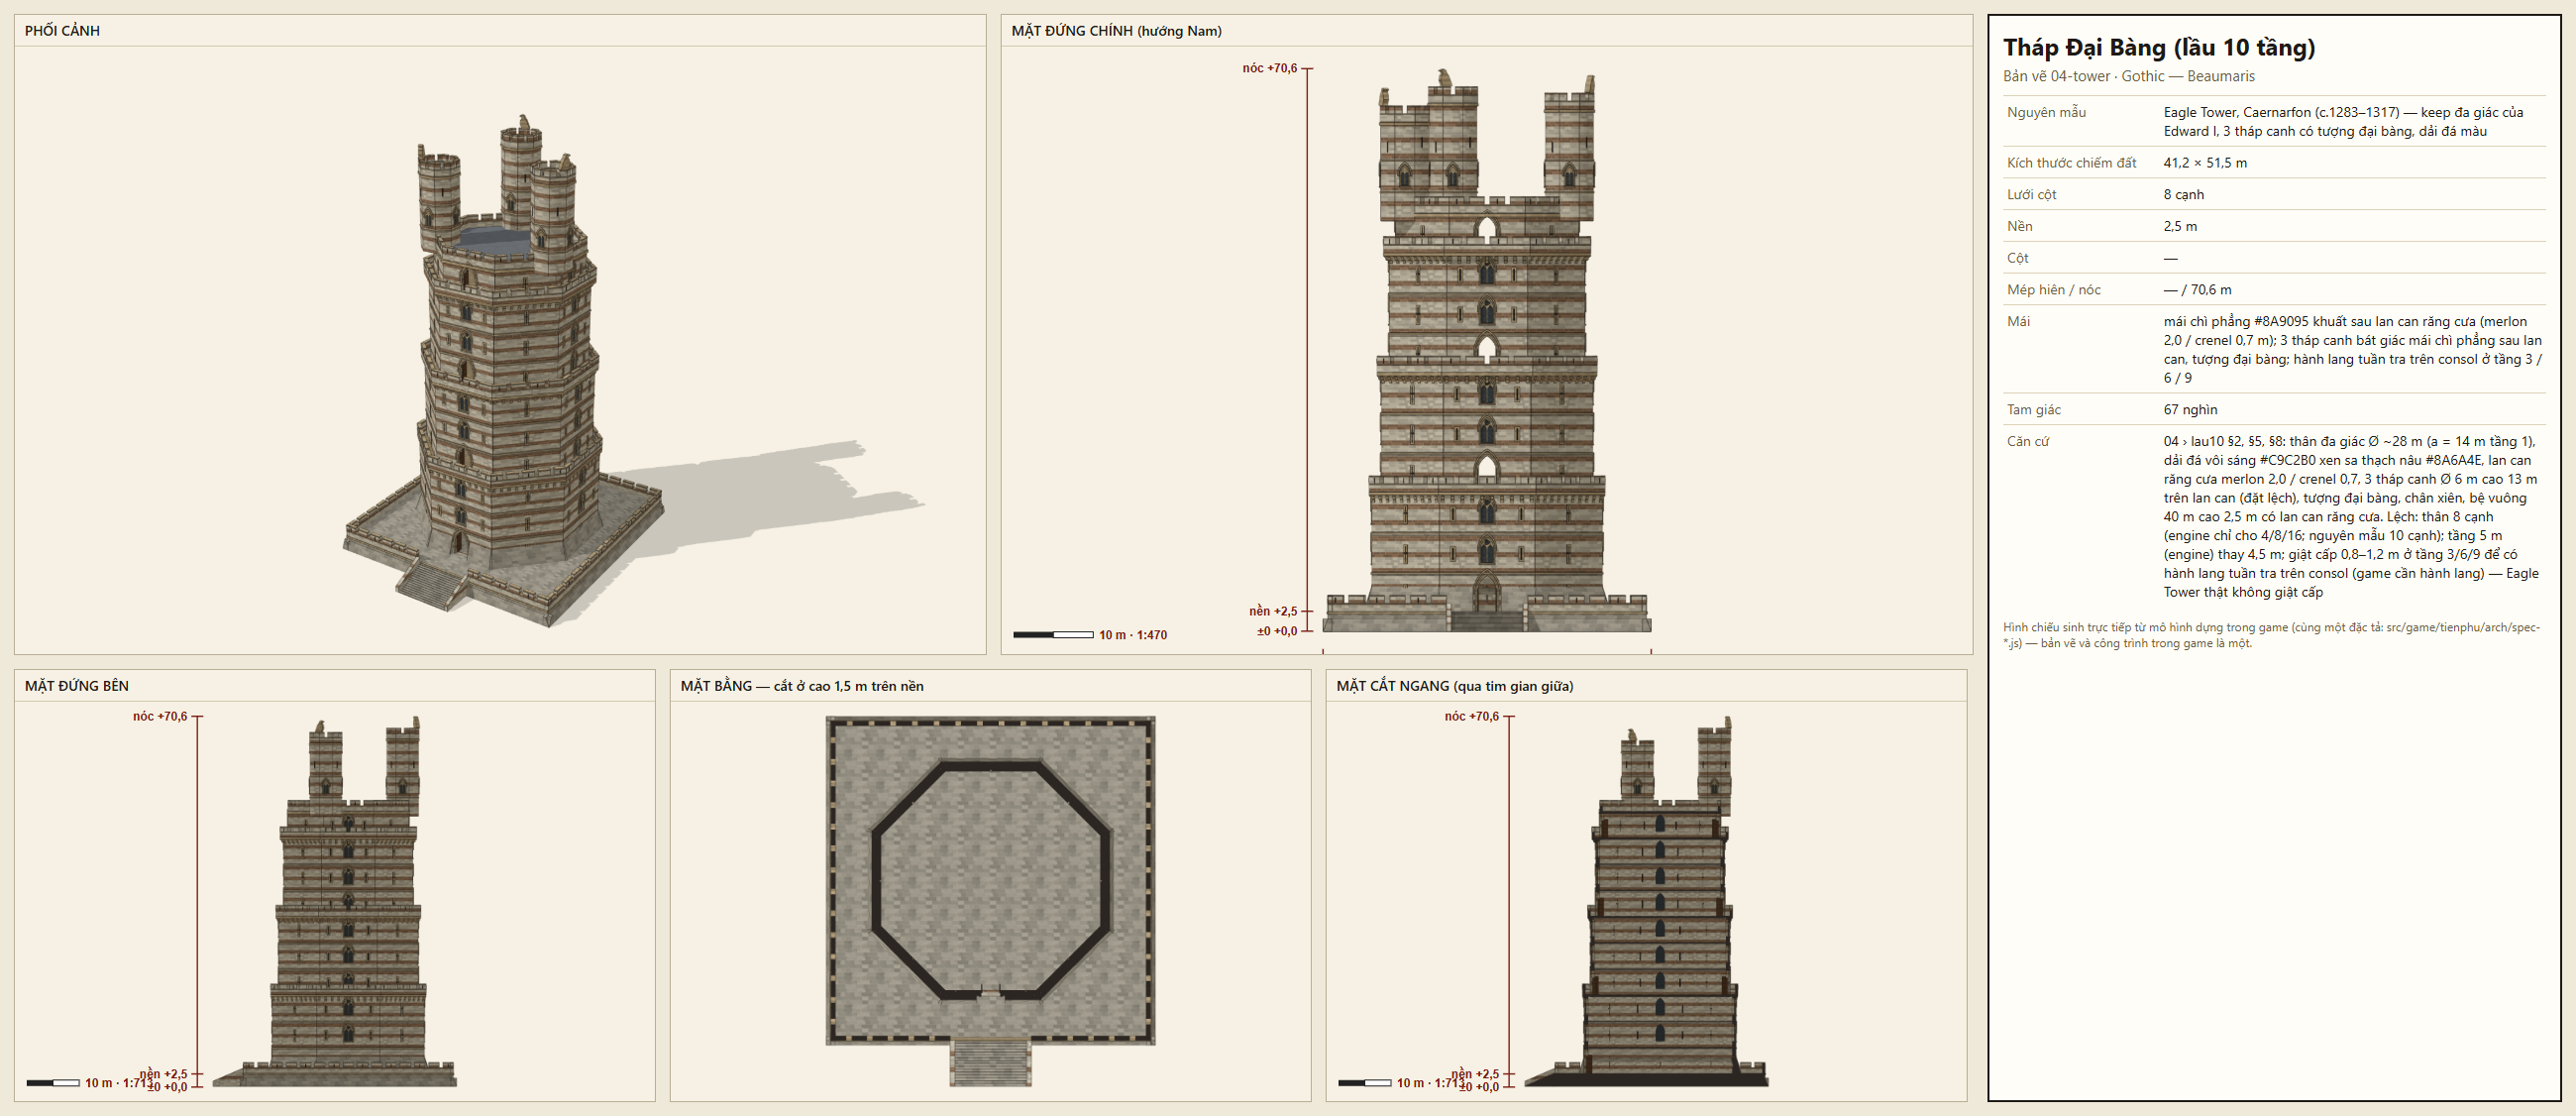 PHỐI CẢNH
MẶT ĐỨNG CHÍNH (hướng Nam)
nóc +70,6
nền +2,5
±0 +0,0
10 m · 1:470
MẶT ĐỨNG BÊN
nóc +70,6
nền +2,5
±0 +0,0
10 m · 1:713
MẶT BẰNG — cắt ở cao 1,5 m trên nền
MẶT CẮT NGANG (qua tim gian giữa)
nóc +70,6
nền +2,5
±0 +0,0
10 m · 1:713
Tháp Đại Bàng (lầu 10 tầng)
Bản vẽ 04-tower · Gothic — Beaumaris
Nguyên mẫu
Eagle Tower, Caernarfon (c.1283–1317) — keep đa giác của
Edward I, 3 tháp canh có tượng đại bàng, dải đá màu
Kích thước chiếm đất
41,2 × 51,5 m
Lưới cột
8 cạnh
Nền
2,5 m
Cột
—
Mép hiên / nóc
— / 70,6 m
Mái
mái chì phẳng #8A9095 khuất sau lan can răng cưa (merlon
2,0 / crenel 0,7 m); 3 tháp canh bát giác mái chì phẳng sau lan
can, tượng đại bàng; hành lang tuần tra trên consol ở tầng 3 /
6 / 9
Tam giác
67 nghìn
Căn cứ
04 › lau10 §2, §5, §8: thân đa giác Ø ~28 m (a = 14 m tầng 1),
dải đá vôi sáng #C9C2B0 xen sa thạch nâu #8A6A4E, lan can
răng cưa merlon 2,0 / crenel 0,7, 3 tháp canh Ø 6 m cao 13 m
trên lan can (đặt lệch), tượng đại bàng, chân xiên, bệ vuông
40 m cao 2,5 m có lan can răng cưa. Lệch: thân 8 cạnh
(engine chỉ cho 4/8/16; nguyên mẫu 10 cạnh); tầng 5 m
(engine) thay 4,5 m; giật cấp 0,8–1,2 m ở tầng 3/6/9 để có
hành lang tuần tra trên consol (game cần hành lang) — Eagle
Tower thật không giật cấp
Hình chiếu sinh trực tiếp từ mô hình dựng trong game (cùng một đặc tả: src/game/tienphu/arch/spec-
*.js) — bản vẽ và công trình trong game là một.